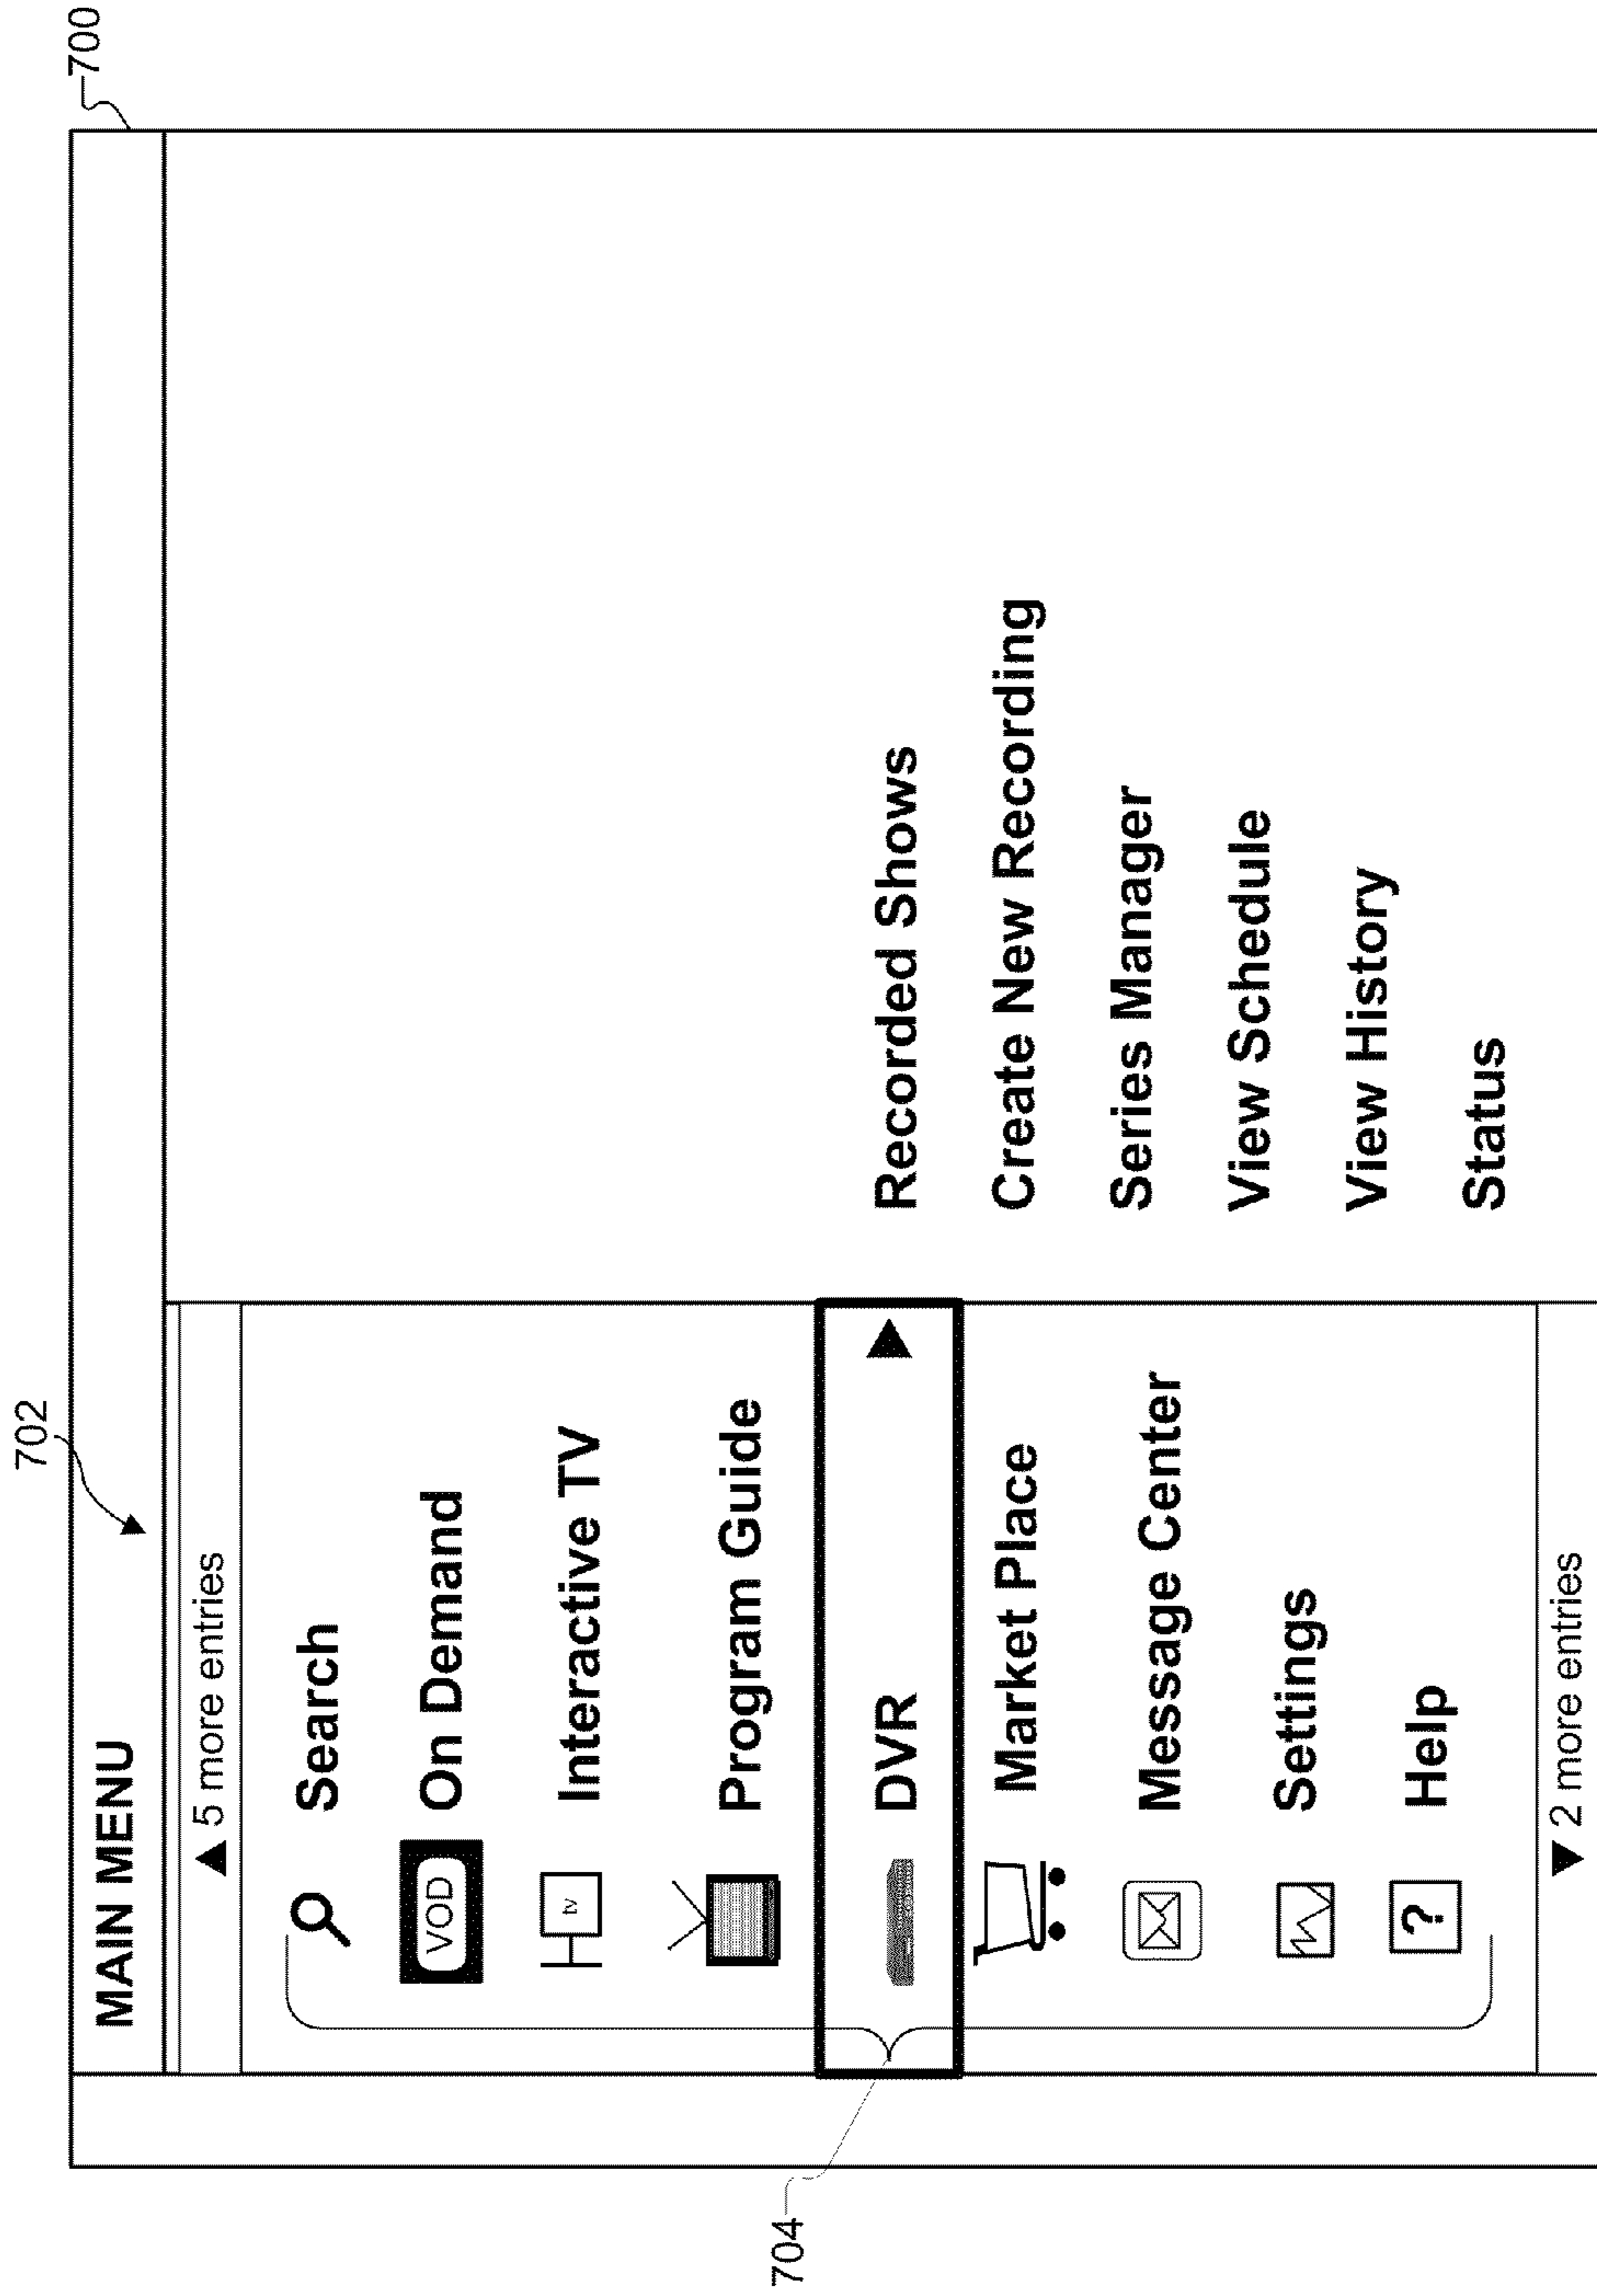 700
702
MAIN MENU
▲ 5 more entries
Search
VOD
On Demand
tv
Interactive TV
Program Guide
DVR
Market Place
Message Center
Settings
?
Help
▼ 2 more entries
Recorded Shows
Create New Recording
Series Manager
View Schedule
View History
Status
704